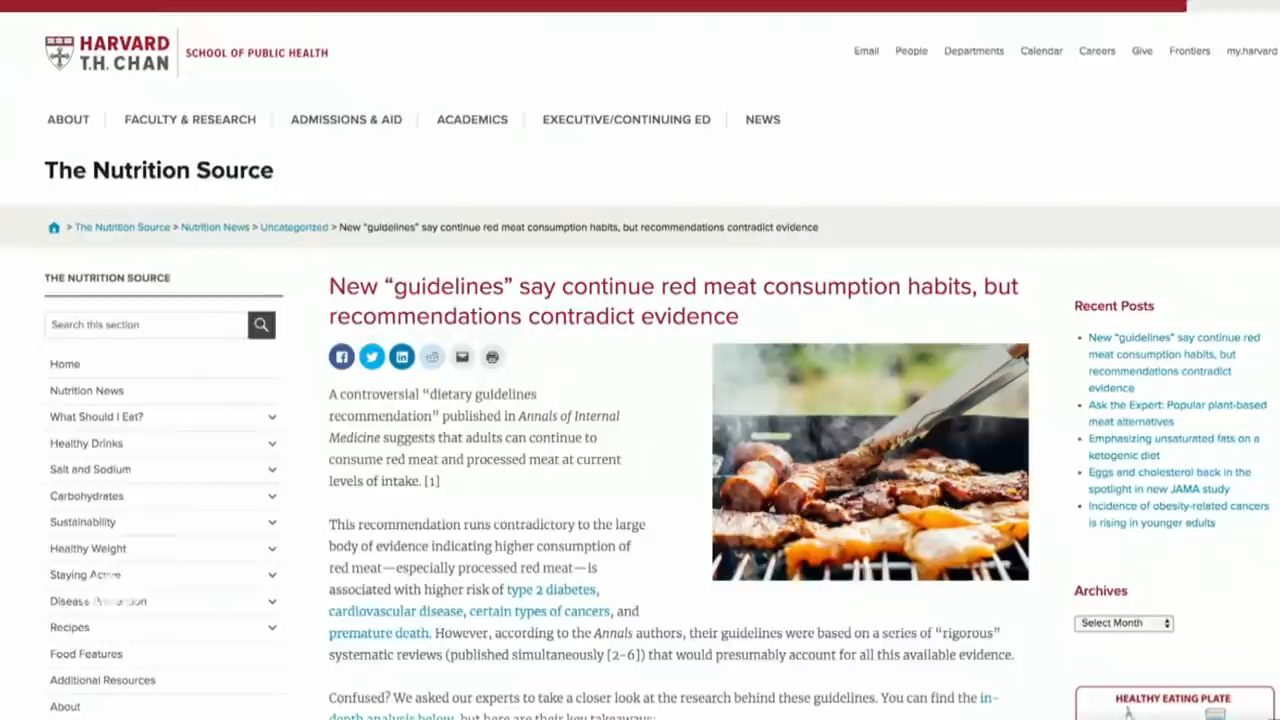 HARVARD
T.H. CHAN
SCHOOL OF PUBLIC HEALTH
Email People Departments Calendar Careers Give Frontiers my.harvard
ABOUT FACULTY & RESEARCH ADMISSIONS & AID ACADEMICS EXECUTIVE/CONTINUING ED NEWS
The Nutrition Source
> The Nutrition Source > Nutrition News > Uncategorized > New “guidelines” say continue red meat consumption habits, but recommendations contradict evidence
THE NUTRITION SOURCE
Search this section
Home
Nutrition News
What Should I Eat?
Healthy Drinks
Salt and Sodium
Carbohydrates
Sustainability
Healthy Weight
Staying Active
Disease Prevention
Recipes
Food Features
Additional Resources
About
New “guidelines” say continue red meat consumption habits, but
recommendations contradict evidence
A controversial “dietary guidelines
recommendation” published in Annals of Internal
Medicine suggests that adults can continue to
consume red meat and processed meat at current
levels of intake. [1]
This recommendation runs contradictory to the large
body of evidence indicating higher consumption of
red meat—especially processed red meat—is
associated with higher risk of type 2 diabetes,
cardiovascular disease, certain types of cancers, and
premature death. However, according to the Annals authors, their guidelines were based on a series of “rigorous”
systematic reviews (published simultaneously [2-6]) that would presumably account for all this available evidence.
Confused? We asked our experts to take a closer look at the research behind these guidelines. You can find the in-
depth analysis below, but here are their key takeaways:
Recent Posts
New “guidelines” say continue red
meat consumption habits, but
recommendations contradict
evidence
Ask the Expert: Popular plant-based
meat alternatives
Emphasizing unsaturated fats on a
ketogenic diet
Eggs and cholesterol back in the
spotlight in new JAMA study
Incidence of obesity-related cancers
is rising in younger adults
Archives
Select Month
HEALTHY EATING PLATE